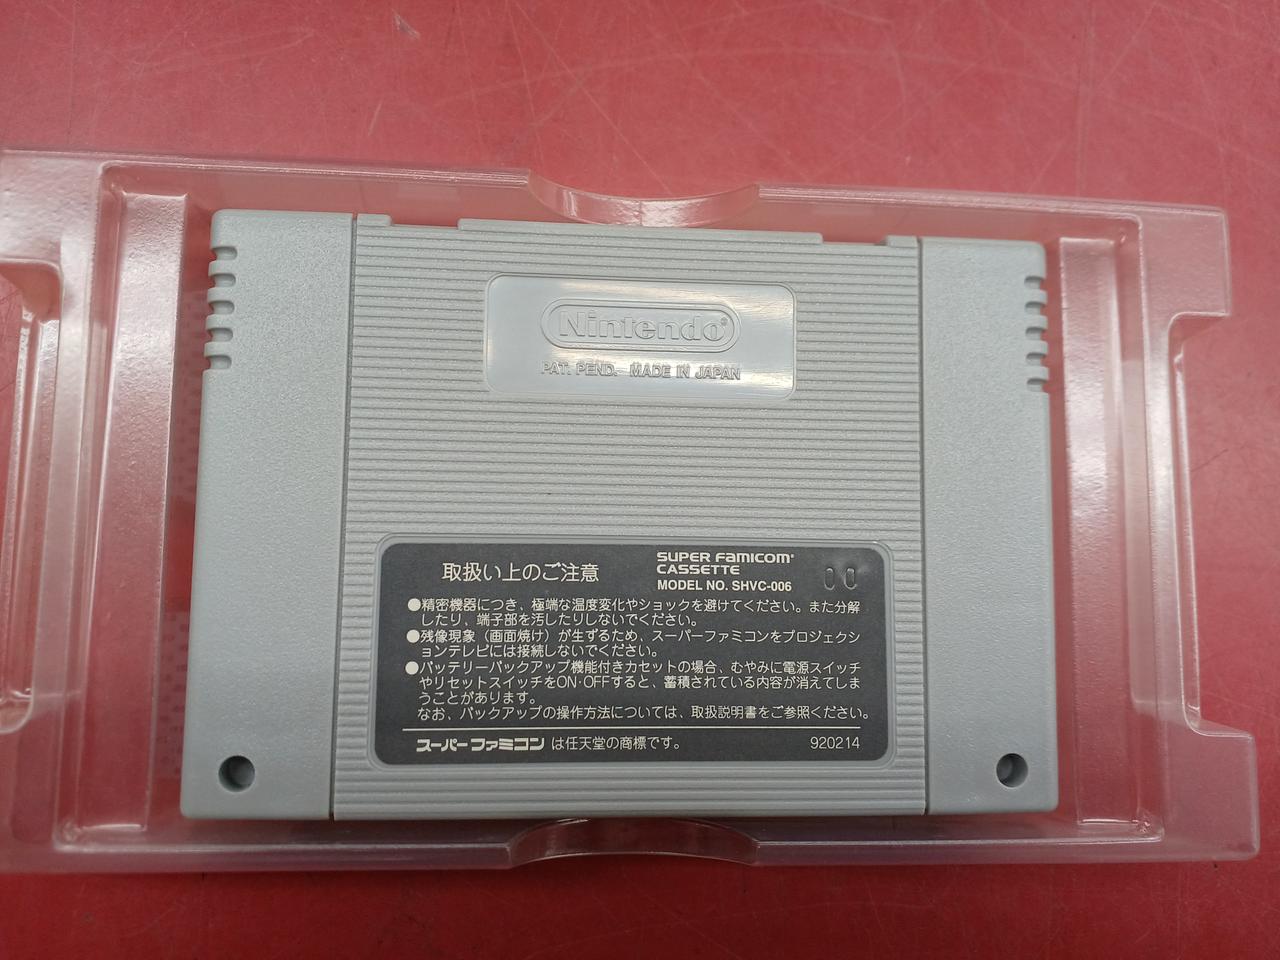 Nintendo®
PAT. PEND. MADE IN JAPAN
取扱い上のご注意
SUPER FAMICOM®
CASSETTE
MODEL NO. SHVC-006
00
●精密機器につき、極端な温度変化やショックを避けてください。また分解
したり、端子部を汚したりしないでください。
●残像現象（画面焼け）が生ずるため、スーパーファミコンをプロジェクシ
ョンテレビには接続しないでください。
●バッテリーバックアップ機能付きカセットの場合、むやみに電源スイッチ
やリセットスイッチをON·OFFすると、蓄積されている内容が消えてしま
うことがあります。
なお、バックアップの操作方法については、取扱説明書をご参照ください。
スーパーファミコン は任天堂の商標です。
920214